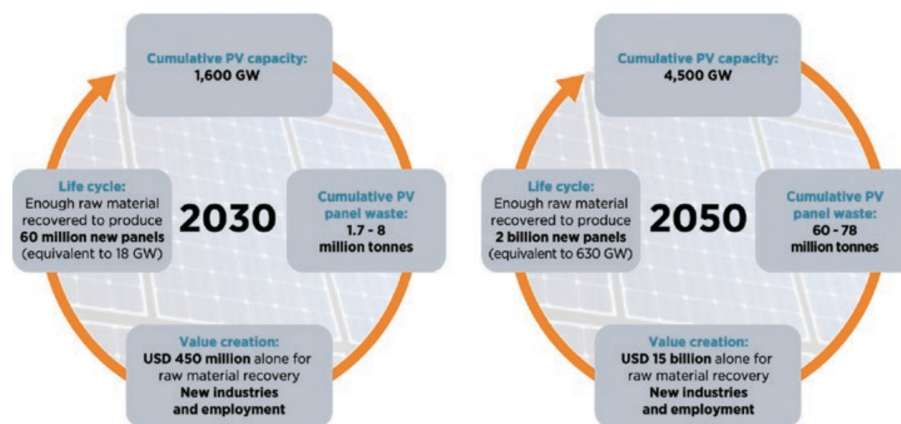 Cumulative PV capacity:
1,600 GW
Life cycle:
Enough raw material
recovered to produce
60 million new panels
(equivalent to 18 GW)
2030
Cumulative PV
panel waste:
1.7 - 8
million tonnes
Value creation:
USD 450 million alone for
raw material recovery
New industries
and employment
Cumulative PV capacity:
4,500 GW
Life cycle:
Enough raw material
recovered to produce
2 billion new panels
(equivalent to 630 GW)
2050
Cumulative PV
panel waste:
60 - 78
million tonnes
Value creation:
USD 15 billion alone for
raw material recovery
New industries
and employment